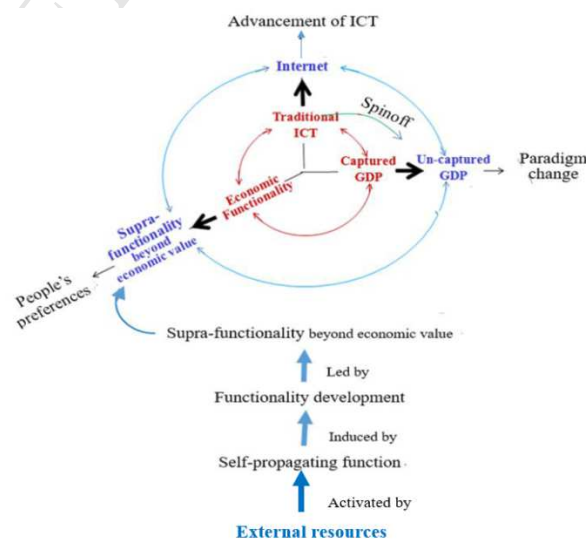 Advancement of ICT
Internet
Traditional
ICT
Spinoff
Captured
GDP
Un-captured
GDP
Paradigm
change
Economic
Functionality
Supra-
functionality
beyond
economic value
People's
preferences
Supra-functionality beyond economic value
Led by
Functionality development
Induced by
Self-propagating function
Activated by
External resources